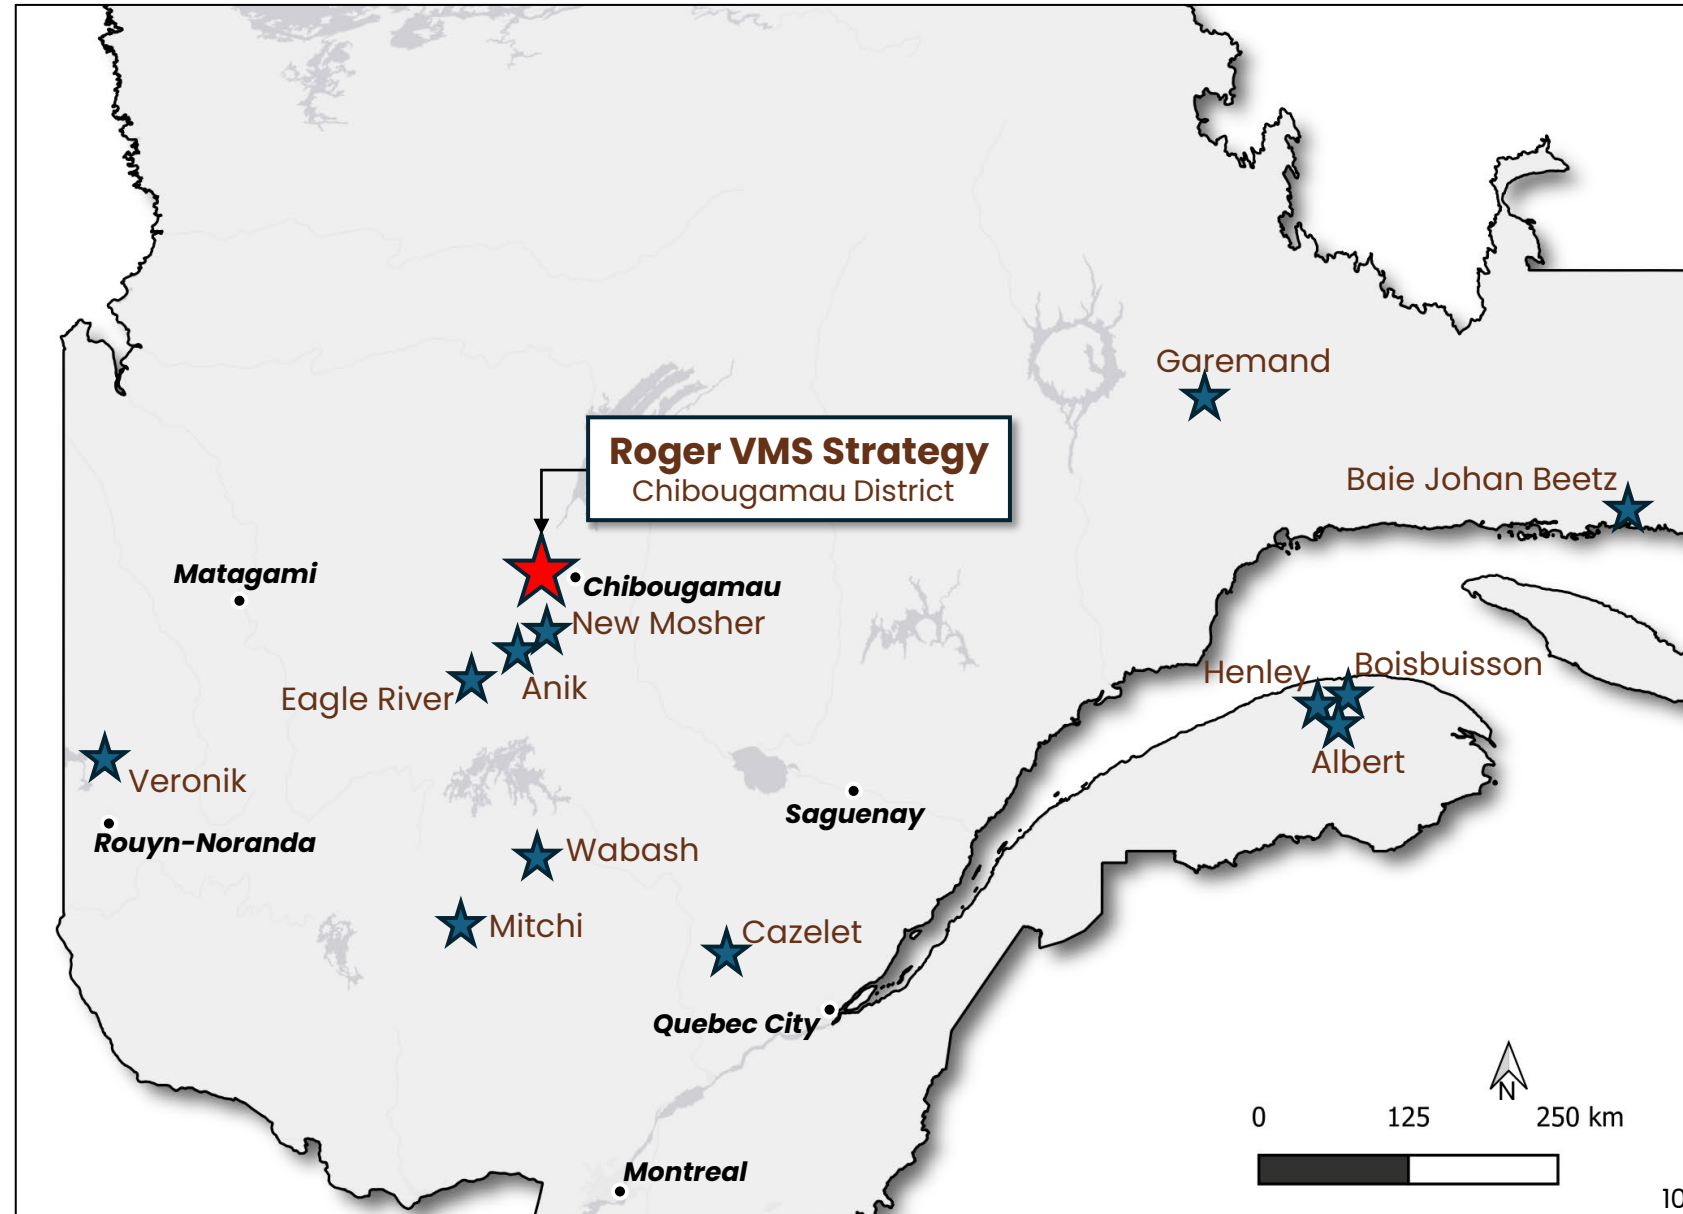 Garemand
Roger VMS Strategy
Chibougamau District
Baie Johan Beetz
Matagami
Chibougamau
New Mosher
Henley
Boisbuisson
Eagle River
Anik
Albert
Veronik
Saguenay
Rouyn-Noranda
Wabash
Mitchi
Cazelet
Quebec City
N
0 125 250 km
Montreal
10